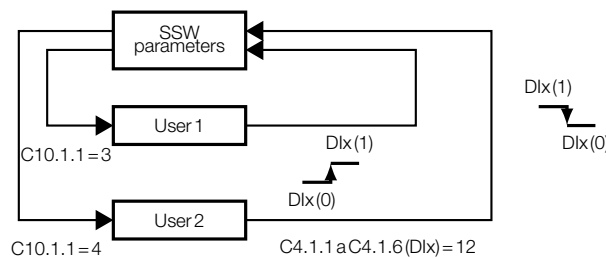 SSW
parameters
DIx(1)
DIx(0)
User 1
DIx(1)
C10.1.1 = 3
DIx(0)
User 2
C10.1.1 = 4
C4.1.1 a C4.1.6 (DIx) = 12